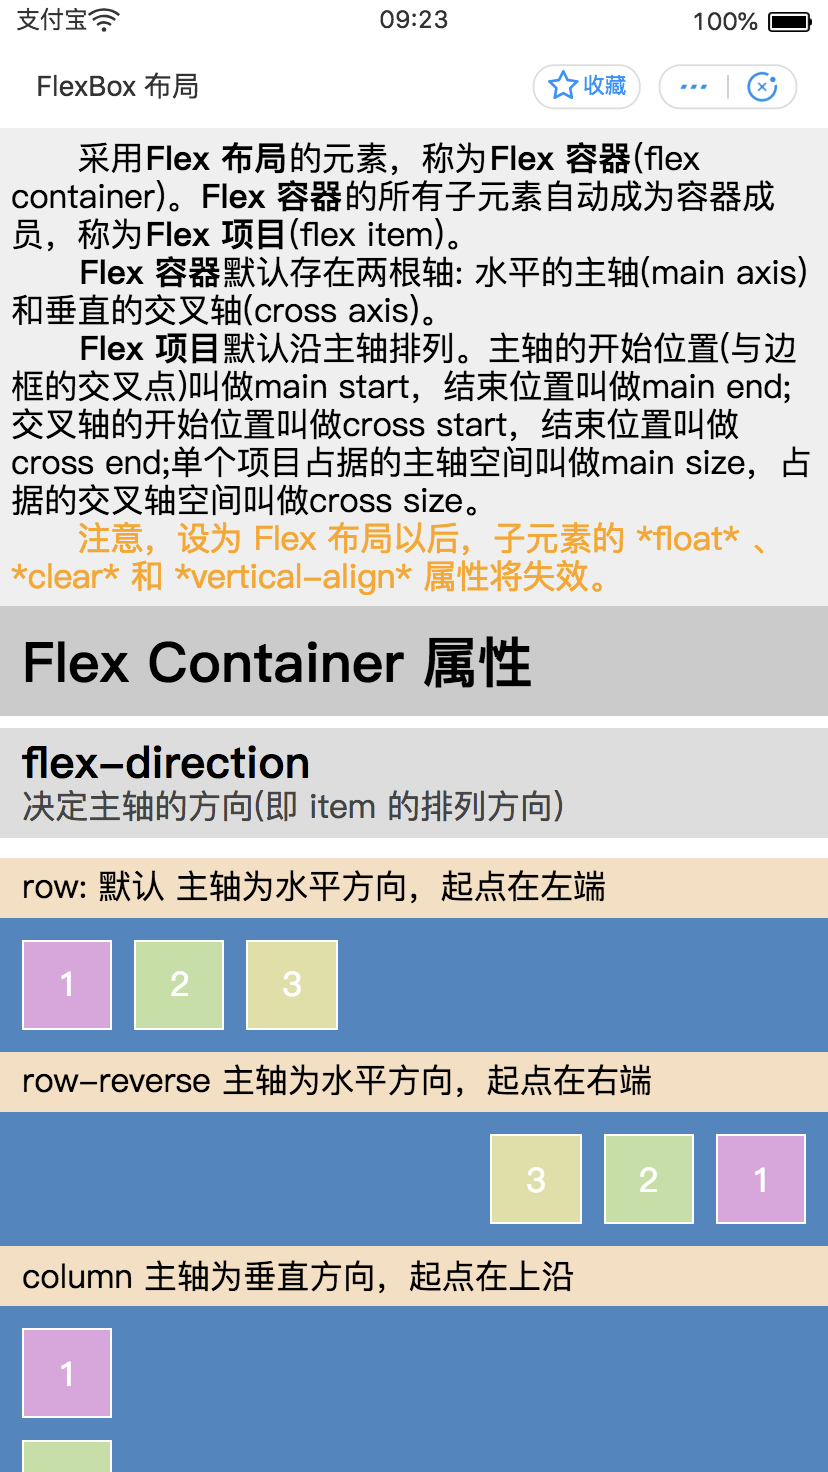 支付宝 09:23 100%
FlexBox 布局 收藏
采用Flex 布局的元素，称为Flex 容器(flex
container)。Flex 容器的所有子元素自动成为容器成
员，称为Flex 项目(flex item)。
Flex 容器默认存在两根轴: 水平的主轴(main axis)
和垂直的交叉轴(cross axis)。
Flex 项目默认沿主轴排列。主轴的开始位置(与边
框的交叉点)叫做main start，结束位置叫做main end;
交叉轴的开始位置叫做cross start，结束位置叫做
cross end;单个项目占据的主轴空间叫做main size，占
据的交叉轴空间叫做cross size。
注意，设为 Flex 布局以后，子元素的 *float* 、
*clear* 和 *vertical-align* 属性将失效。
Flex Container 属性
flex-direction
决定主轴的方向(即 item 的排列方向)
row: 默认 主轴为水平方向，起点在左端
1 2 3
row-reverse 主轴为水平方向，起点在右端
3 2 1
column 主轴为垂直方向，起点在上沿
1